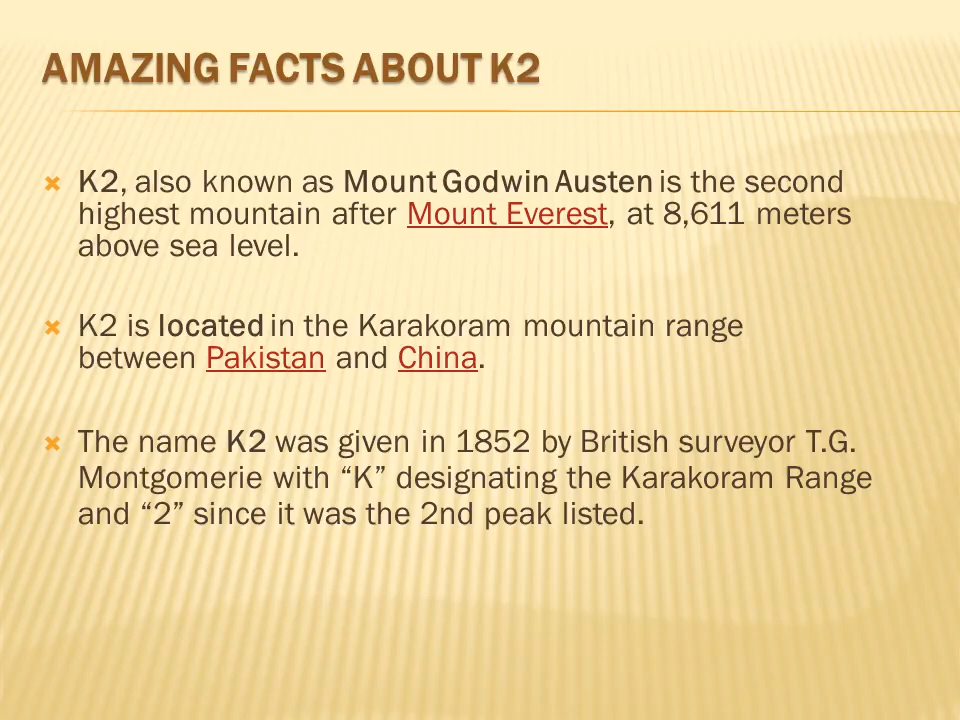 AMAZING FACTS ABOUT K2
K2, also known as Mount Godwin Austen is the second
highest mountain after Mount Everest, at 8,611 meters
above sea level.
K2 is located in the Karakoram mountain range
between Pakistan and China.
The name K2 was given in 1852 by British surveyor T.G.
Montgomerie with “K” designating the Karakoram Range
and “2” since it was the 2nd peak listed.